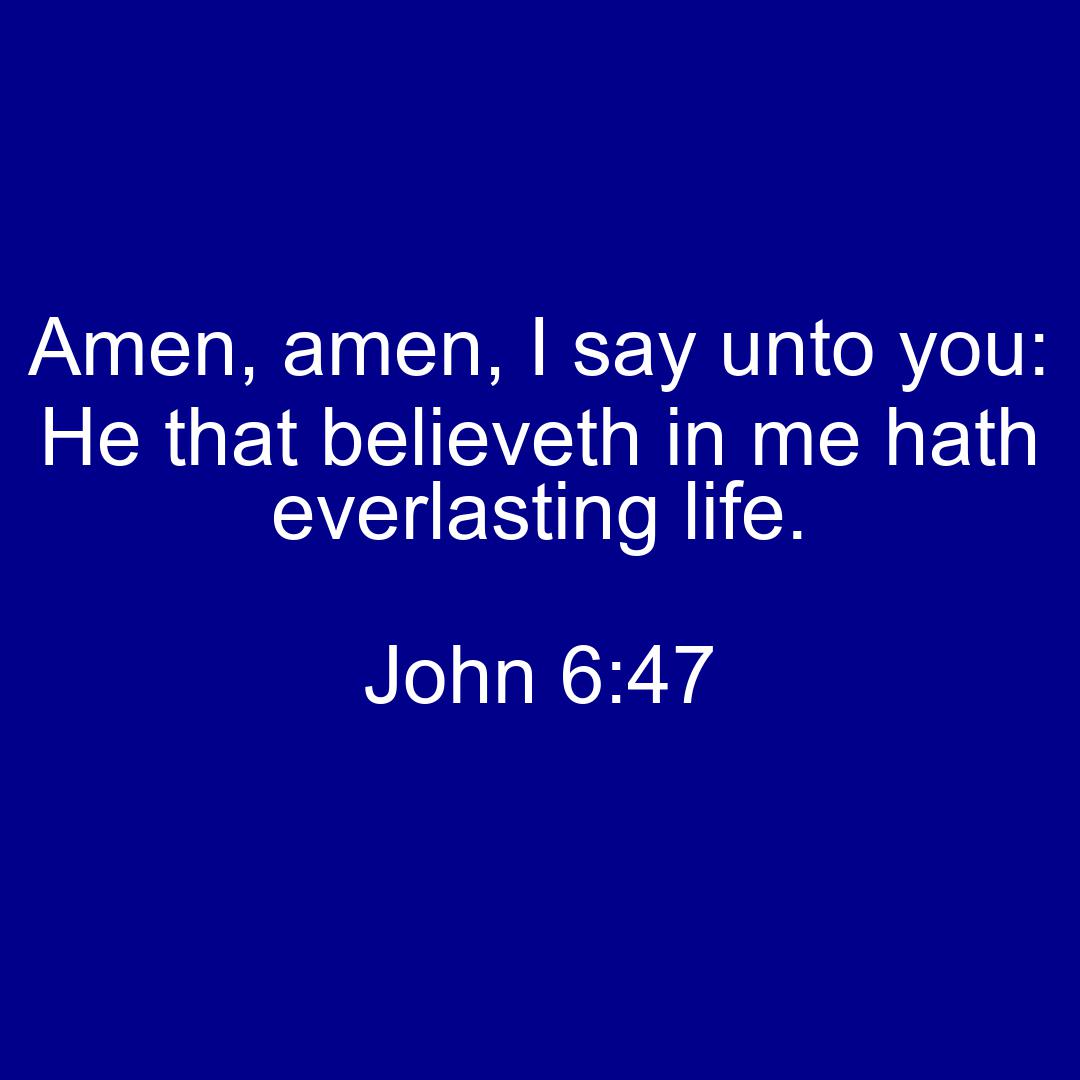 Amen, amen, I say unto you:
He that believeth in me hath
everlasting life.
John 6:47